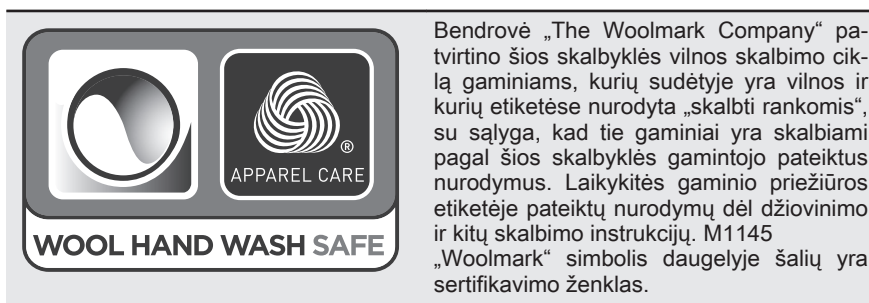 APPAREL CARE
®
WOOL HAND WASH SAFE
Bendrovė „The Woolmark Company“ pa-
tvirtino šios skalbyklės vilnos skalbimo cik-
lą gaminiams, kurių sudėtyje yra vilnos ir
kurių etiketėse nurodyta „skalbti rankomis“,
su sąlyga, kad tie gaminiai yra skalbiami
pagal šios skalbyklės gamintojo pateiktus
nurodymus. Laikykitės gaminio priežiūros
etiketėje pateiktų nurodymų dėl džiovinimo
ir kitų skalbimo instrukcijų. M1145
„Woolmark“ simbolis daugelyje šalių yra
sertifikavimo ženklas.